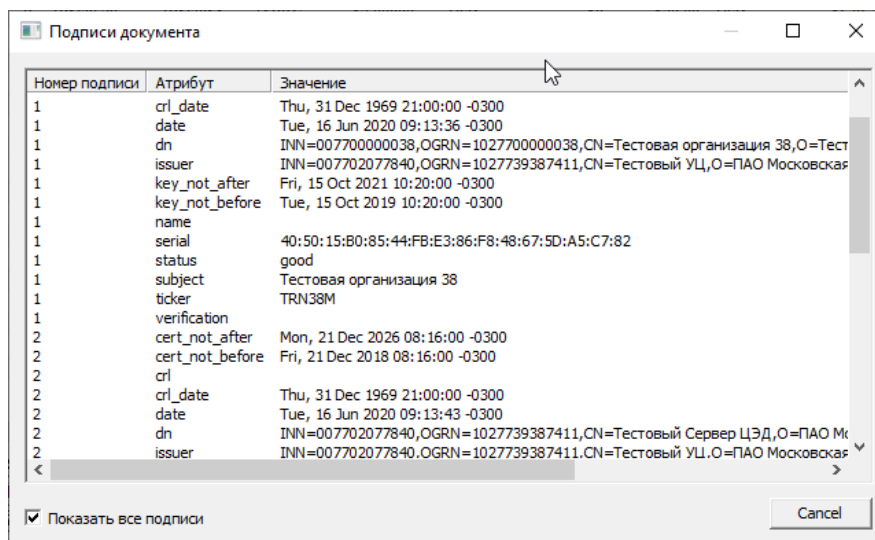 Подписи документа
Номер подписи Атрибут Значение
1 crl_date Thu, 31 Dec 1969 21:00:00 -0300
1 date Tue, 16 Jun 2020 09:13:36 -0300
1 dn INN=007700000038,OGRN=1027700000038,CN=Тестовая организация 38,O=Тест
1 issuer INN=007702077840,OGRN=1027739387411,CN=Тестовый УЦ,O=ПАО Московская
1 key_not_after Fri, 15 Oct 2021 10:20:00 -0300
1 key_not_before Tue, 15 Oct 2019 10:20:00 -0300
1 name
1 serial 40:50:15:B0:85:44:FB:E3:86:F8:48:67:5D:A5:C7:82
1 status good
1 subject Тестовая организация 38
1 ticker TRN38M
1 verification
2 cert_not_after Mon, 21 Dec 2026 08:16:00 -0300
2 cert_not_before Fri, 21 Dec 2018 08:16:00 -0300
2 crl
2 crl_date Thu, 31 Dec 1969 21:00:00 -0300
2 date Tue, 16 Jun 2020 09:13:43 -0300
2 dn INN=007702077840,OGRN=1027739387411,CN=Тестовый Сервер ЦЭД,O=ПАО Мо
2 issuer INN=007702077840,OGRN=1027739387411,CN=Тестовый УЦ,O=ПАО Московская
Показать все подписи
Cancel